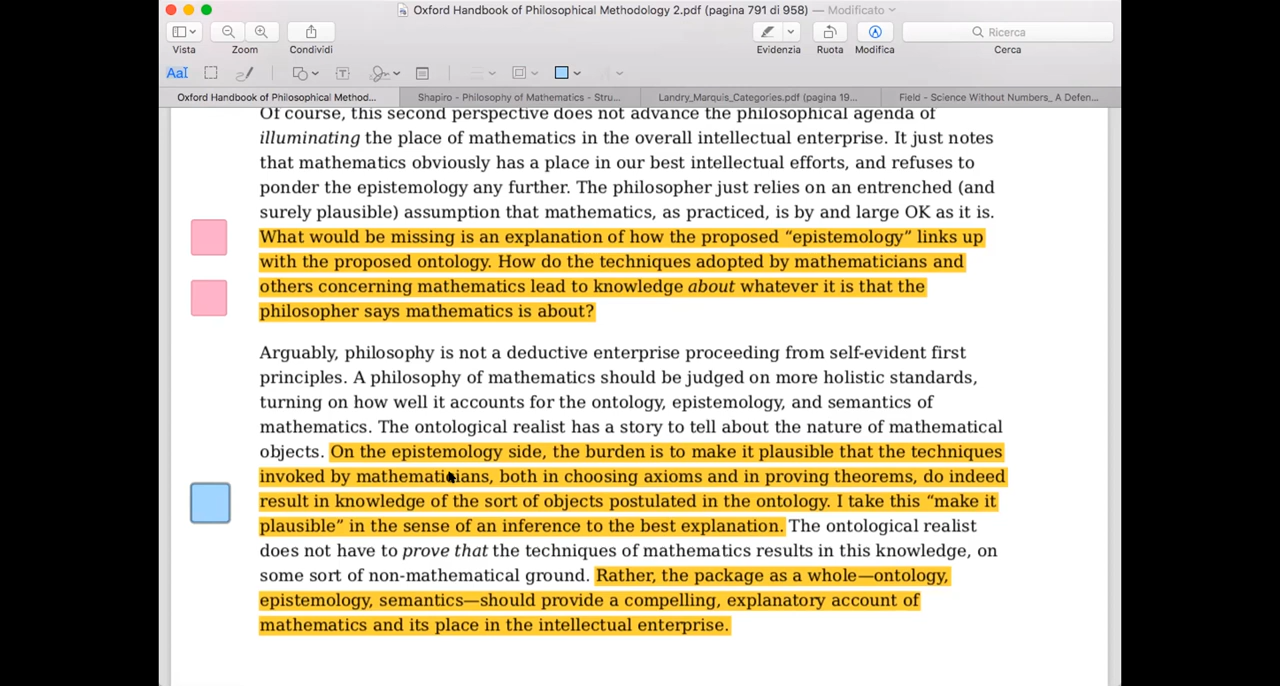 Oxford Handbook of Philosophical Methodology 2.pdf (pagina 791 di 958) — Modificato
Vista
Zoom
Condividi
Evidenzia
Ruota
Modifica
Ricerca
Cerca
AaI
T
Oxford Handbook of Philosophical Method...
Shapiro - Philosophy of Mathematics - Stru...
Landry_Marquis_Categories.pdf (pagina 19...
Field - Science Without Numbers_ A Defen...
Of course, this second perspective does not advance the philosophical agenda of
illuminating the place of mathematics in the overall intellectual enterprise. It just notes
that mathematics obviously has a place in our best intellectual efforts, and refuses to
ponder the epistemology any further. The philosopher just relies on an entrenched (and
surely plausible) assumption that mathematics, as practiced, is by and large OK as it is.
What would be missing is an explanation of how the proposed “epistemology” links up
with the proposed ontology. How do the techniques adopted by mathematicians and
others concerning mathematics lead to knowledge about whatever it is that the
philosopher says mathematics is about?
Arguably, philosophy is not a deductive enterprise proceeding from self-evident first
principles. A philosophy of mathematics should be judged on more holistic standards,
turning on how well it accounts for the ontology, epistemology, and semantics of
mathematics. The ontological realist has a story to tell about the nature of mathematical
objects. On the epistemology side, the burden is to make it plausible that the techniques
invoked by mathematicians, both in choosing axioms and in proving theorems, do indeed
result in knowledge of the sort of objects postulated in the ontology. I take this “make it
plausible” in the sense of an inference to the best explanation. The ontological realist
does not have to prove that the techniques of mathematics results in this knowledge, on
some sort of non-mathematical ground. Rather, the package as a whole—ontology,
epistemology, semantics—should provide a compelling, explanatory account of
mathematics and its place in the intellectual enterprise.